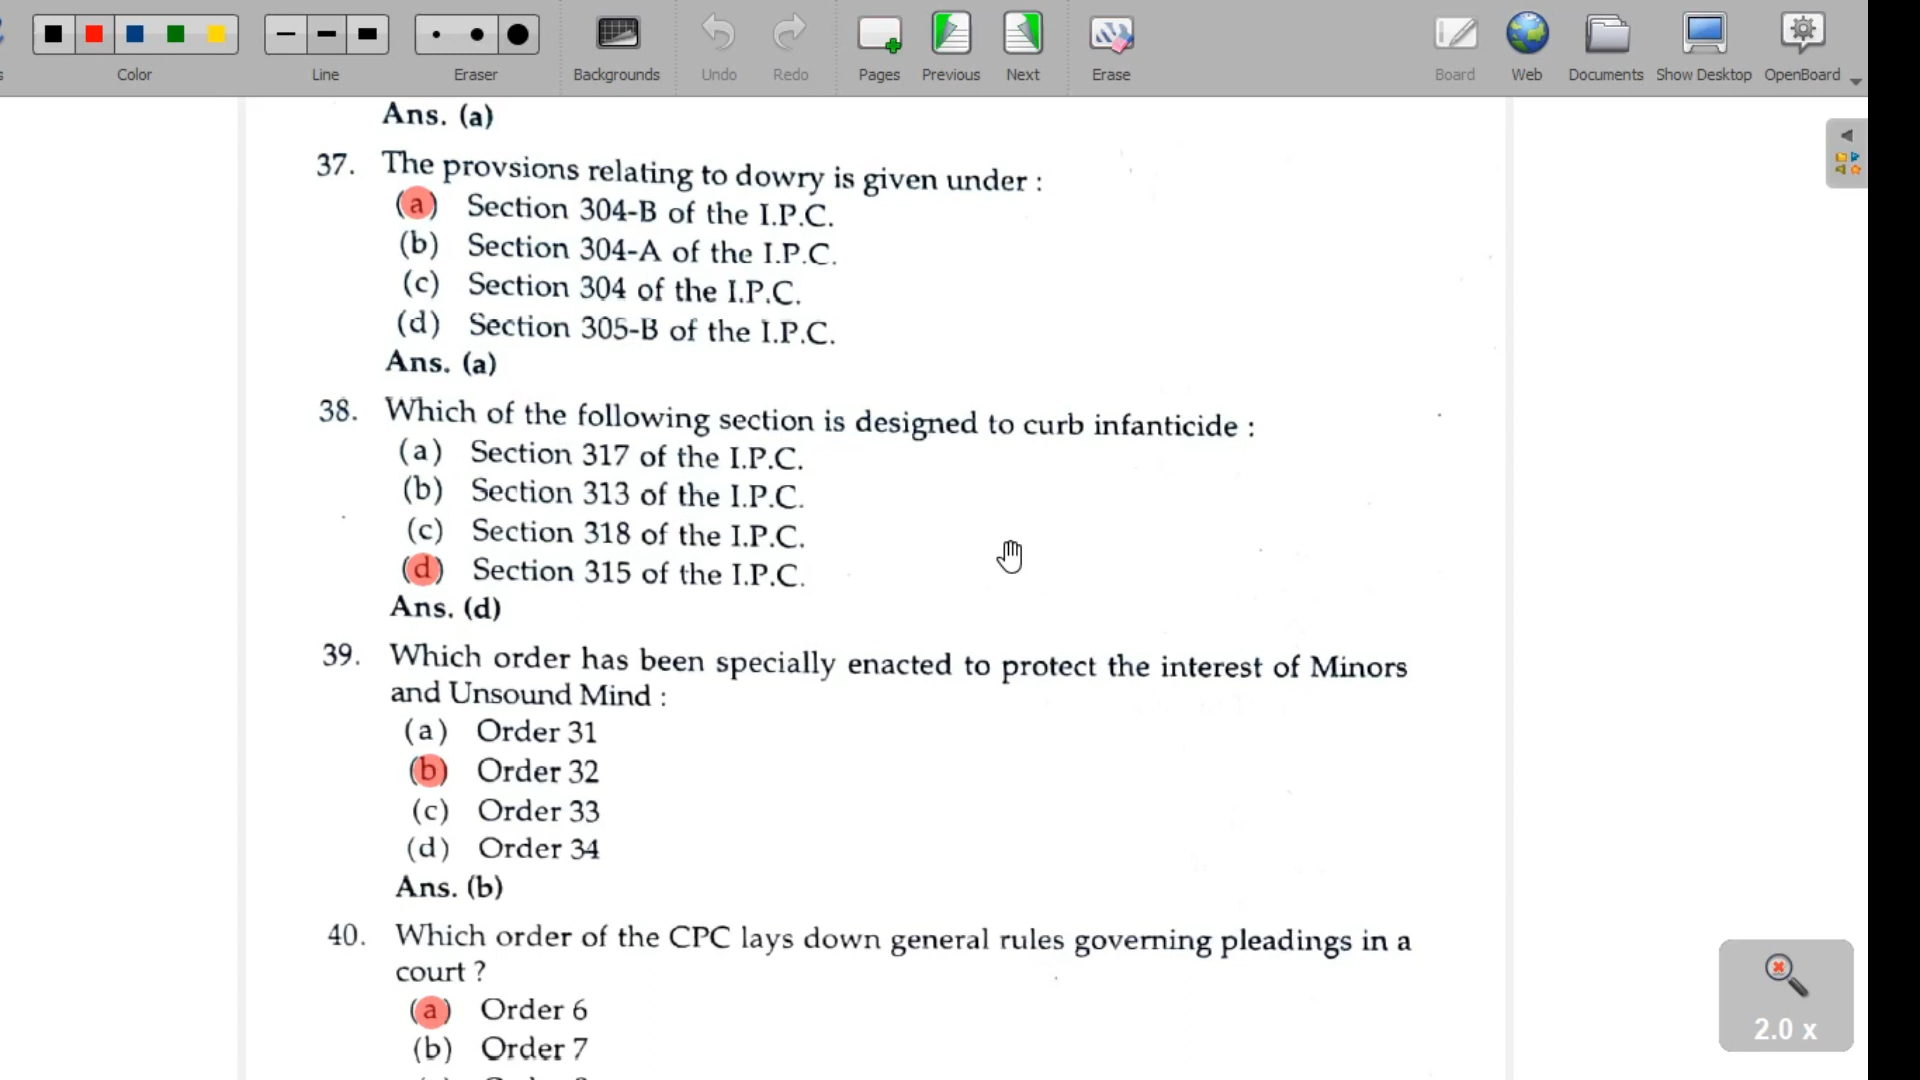 s
Color
Line
Eraser
Backgrounds
Undo
Redo
Pages
Previous
Next
Erase
Board
Web
Documents
Show Desktop
OpenBoard
Ans. (a)
37. The provsions relating to dowry is given under :
(a) Section 304-B of the I.P.C.
(b) Section 304-A of the I.P.C.
(c) Section 304 of the I.P.C.
(d) Section 305-B of the I.P.C.
Ans. (a)
38. Which of the following section is designed to curb infanticide :
(a) Section 317 of the I.P.C.
(b) Section 313 of the I.P.C.
(c) Section 318 of the I.P.C.
(d) Section 315 of the I.P.C.
Ans. (d)
39. Which order has been specially enacted to protect the interest of Minors
and Unsound Mind :
(a) Order 31
(b) Order 32
(c) Order 33
(d) Order 34
Ans. (b)
40. Which order of the CPC lays down general rules governing pleadings in a
court ?
(a) Order 6
(b) Order 7
2.0 x